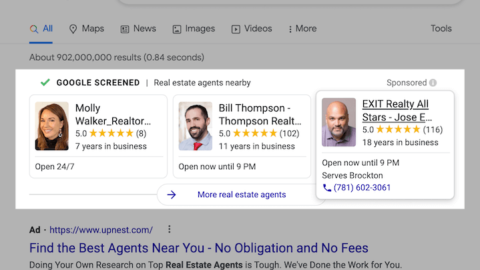 All
Maps
News
Images
Videos
More
Tools
About 902,000,000 results (0.84 seconds)
GOOGLE SCREENED | Real estate agents nearby
Sponsored
Molly
Walker_Realtor...
5.0 (8)
7 years in business
Open 24/7
Bill Thompson -
Thompson Realt...
5.0 (102)
11 years in business
Open now until 9 PM
EXIT Realty All
Stars - Jose E...
5.0 (116)
18 years in business
Open now until 9 PM
Serves Brockton
(781) 602-3061
More real estate agents
Ad · https://www.upnest.com/
Find the Best Agents Near You - No Obligation and No Fees
Doing Your Own Research on Top Real Estate Agents is Tough. We've Done the Work for You.